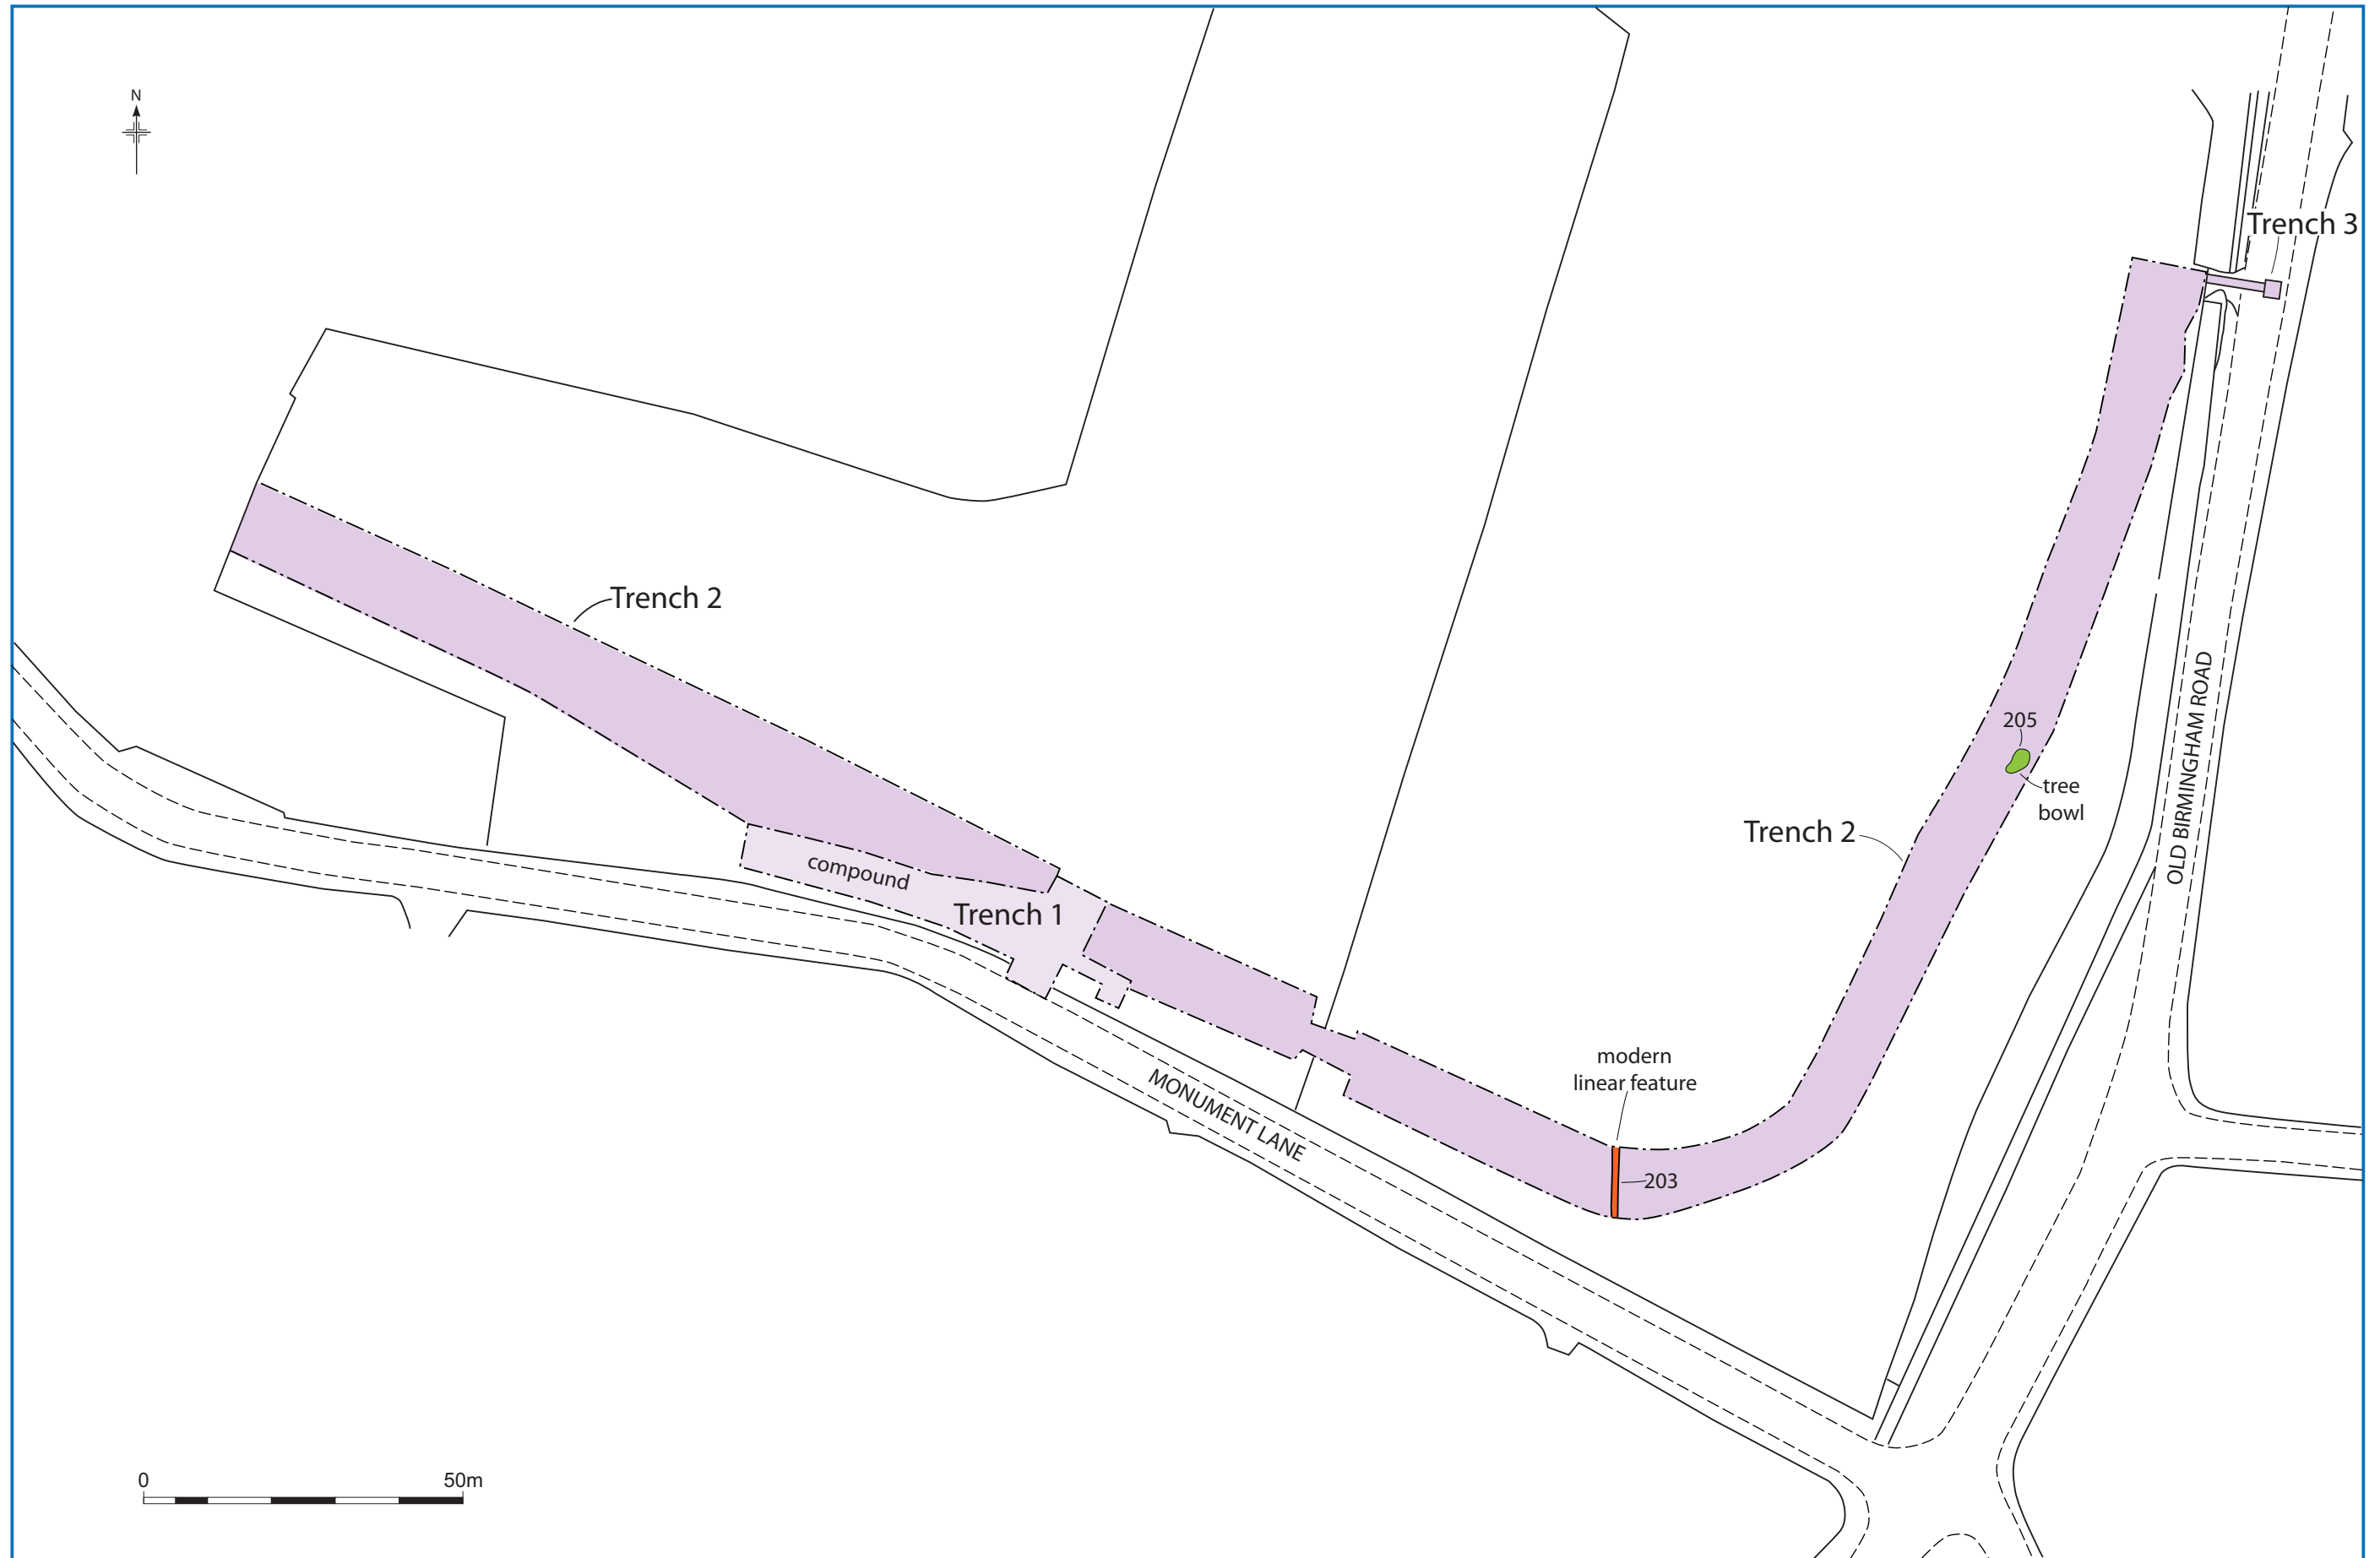 N
Trench 3
Trench 2
205
tree
bowl
OLD BIRMINGHAM ROAD
Trench 2
compound
Trench 1
modern
linear feature
MONUMENT LANE
203
0 50m